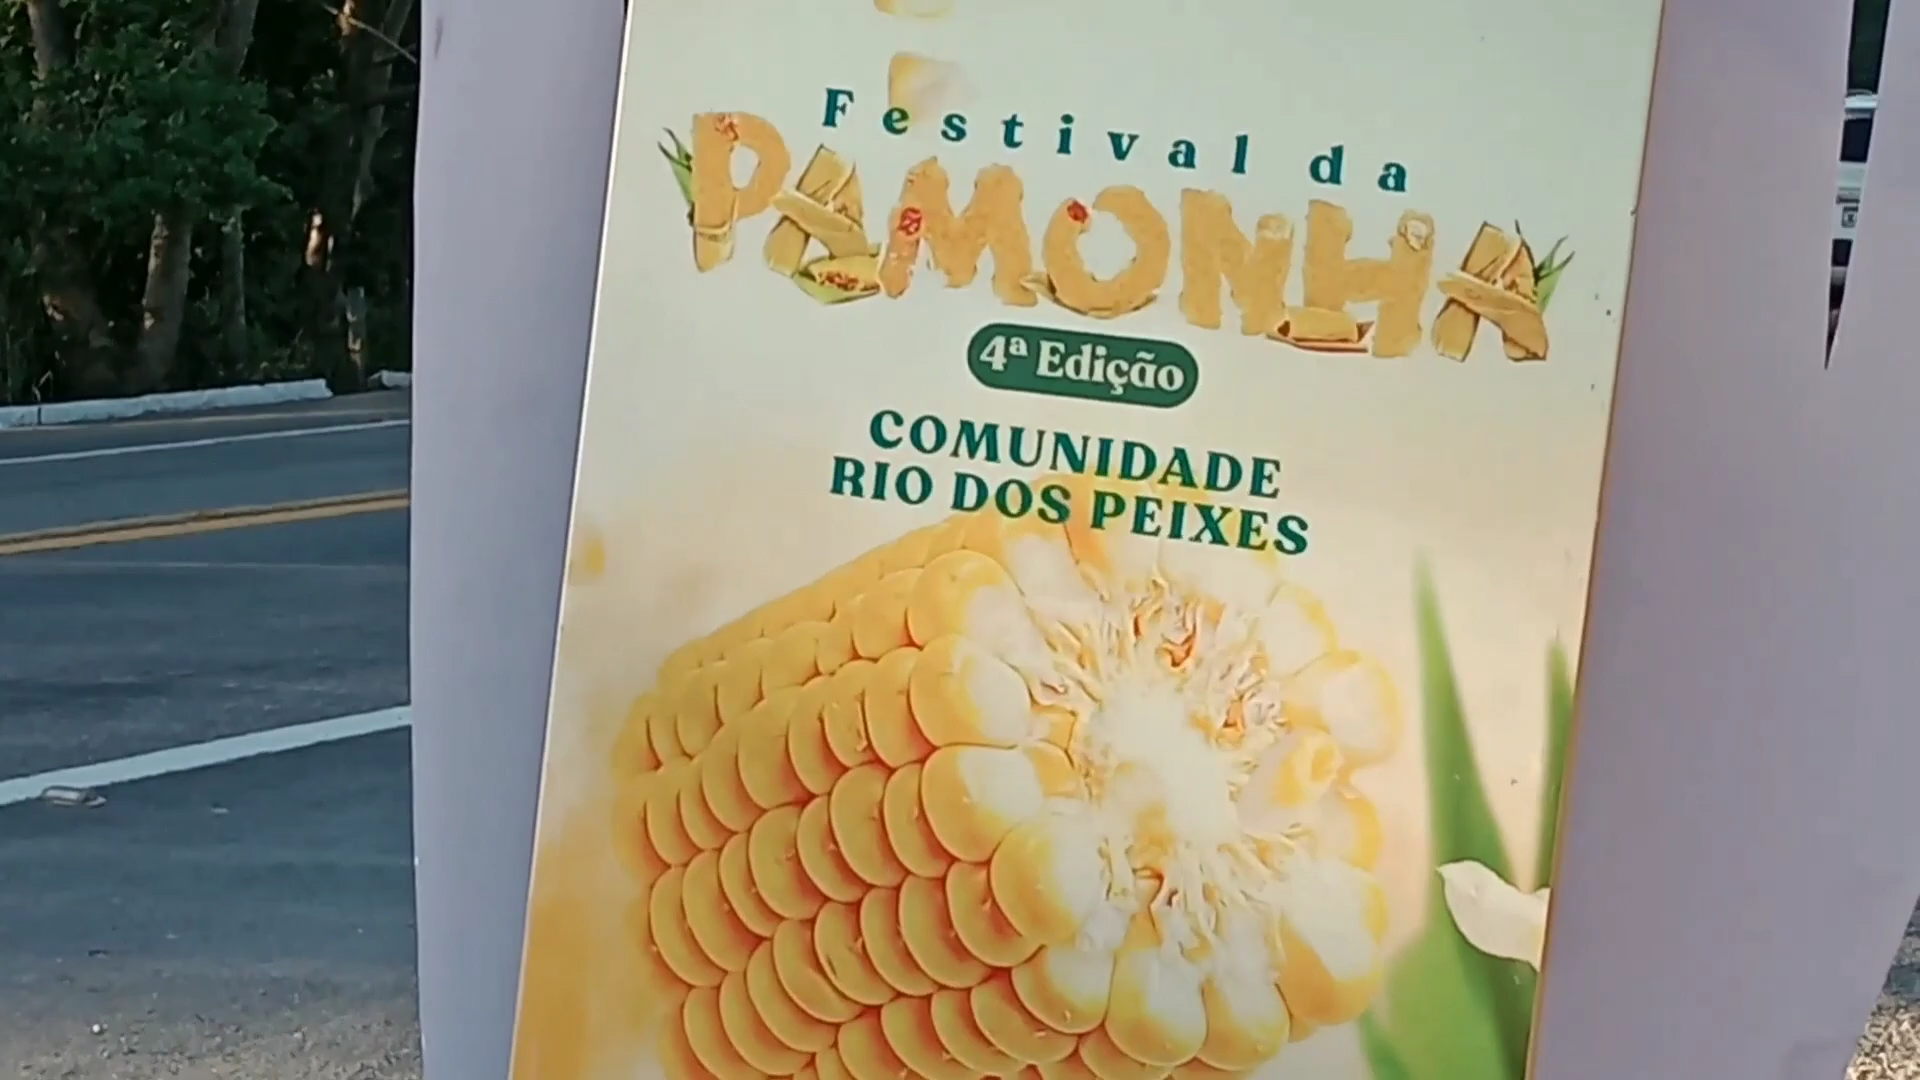 Festival da
PAMONHA
4ª Edição
COMUNIDADE
RIO DOS PEIXES